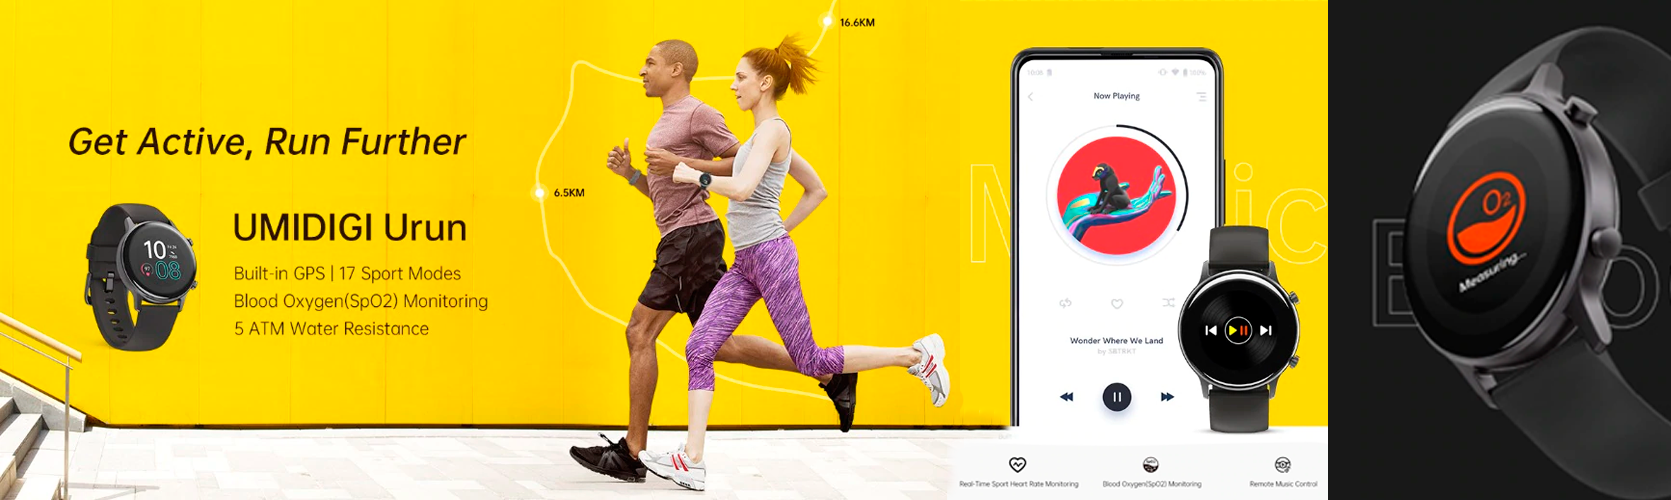 Get Active, Run Further
UMIDIGI Urun
Built-in GPS | 17 Sport Modes
Blood Oxygen(SpO2) Monitoring
5 ATM Water Resistance
10
08
6.5KM
16.6KM
Now Playing
Wonder Where We Land
by SBTRKT
Real-Time Sport Heart Rate Monitoring
Blood Oxygen(SpO2) Monitoring
Remote Music Control
O2
Measuring...